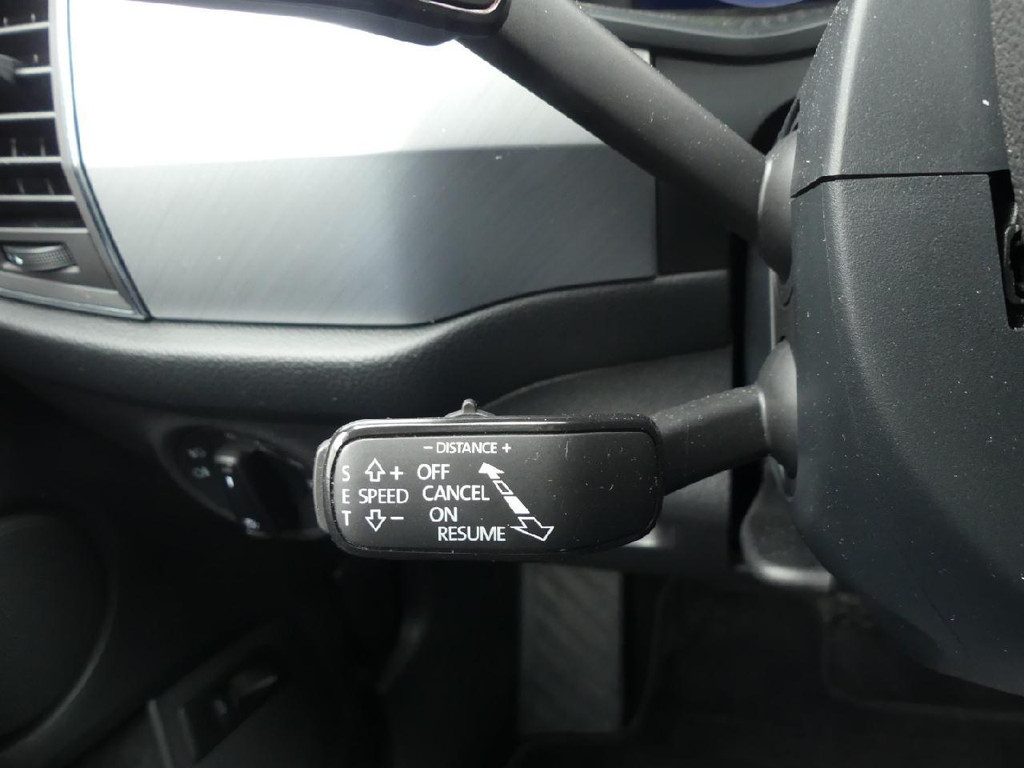 − DISTANCE +
S + OFF
E SPEED CANCEL
T − ON
RESUME